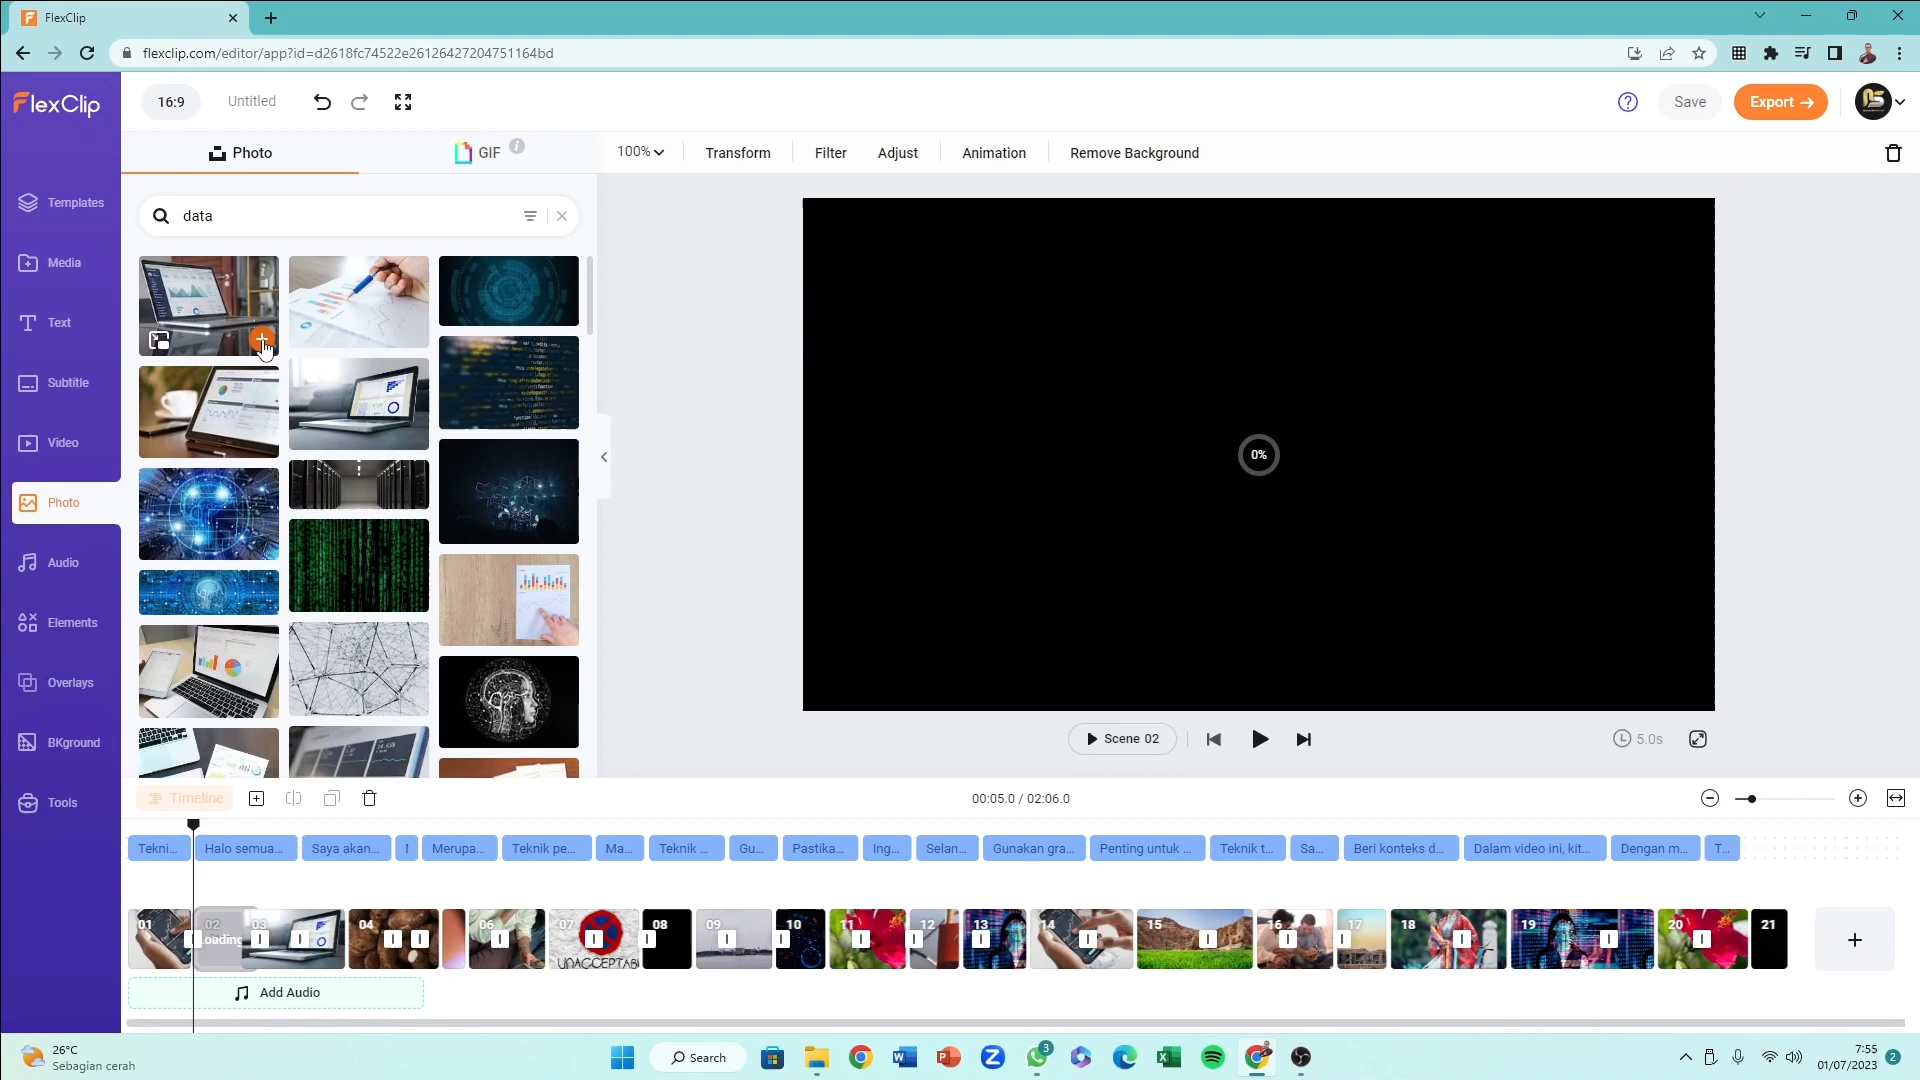 FlexClip
flexclip.com/editor/app?id=d2618fc74522e26126427204751164bd
FlexClip
16:9
Untitled
Save
Export
Photo
GIF
100%
Transform
Filter
Adjust
Animation
Remove Background
data
Templates
Media
Text
Subtitle
Video
Photo
Audio
Elements
Overlays
BKground
Tools
0%
Scene 02
5.0s
Timeline
00:05.0 / 02:06.0
Tekni...
Halo semua...
Saya akan...
Merupa...
Teknik pe...
Ma...
Teknik ...
Gu...
Pastika...
Ing...
Selan...
Gunakan gra...
Penting untuk ...
Teknik t...
Sa...
Beri konteks d...
Dalam video ini, kit...
Dengan m...
T...
01
02
03
04
06
07
08
09
10
11
12
13
14
15
16
17
18
19
20
21
Loading
UNACCEPTAB
Add Audio
26°C
Sebagian cerah
Search
3
7:55
01/07/2023
2